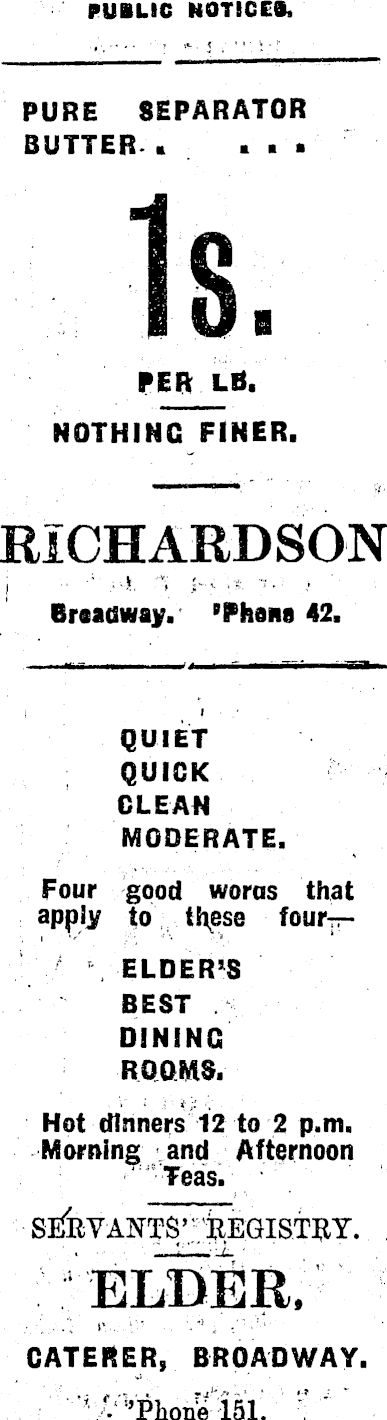 PUBLIC NOTICES.
PURE SEPARATOR
BUTTER. . . . .
1s.
PER LB.
NOTHING FINER.
RICHARDSON
Broadway. 'Phone 42.
QUIET
QUICK
CLEAN
MODERATE.
Four good words that
apply to these four—
ELDER'S
BEST
DINING
ROOMS.
Hot dinners 12 to 2 p.m.
Morning and Afternoon
Teas.
SERVANTS' REGISTRY.
ELDER,
CATERER, BROADWAY.
'Phone 151.